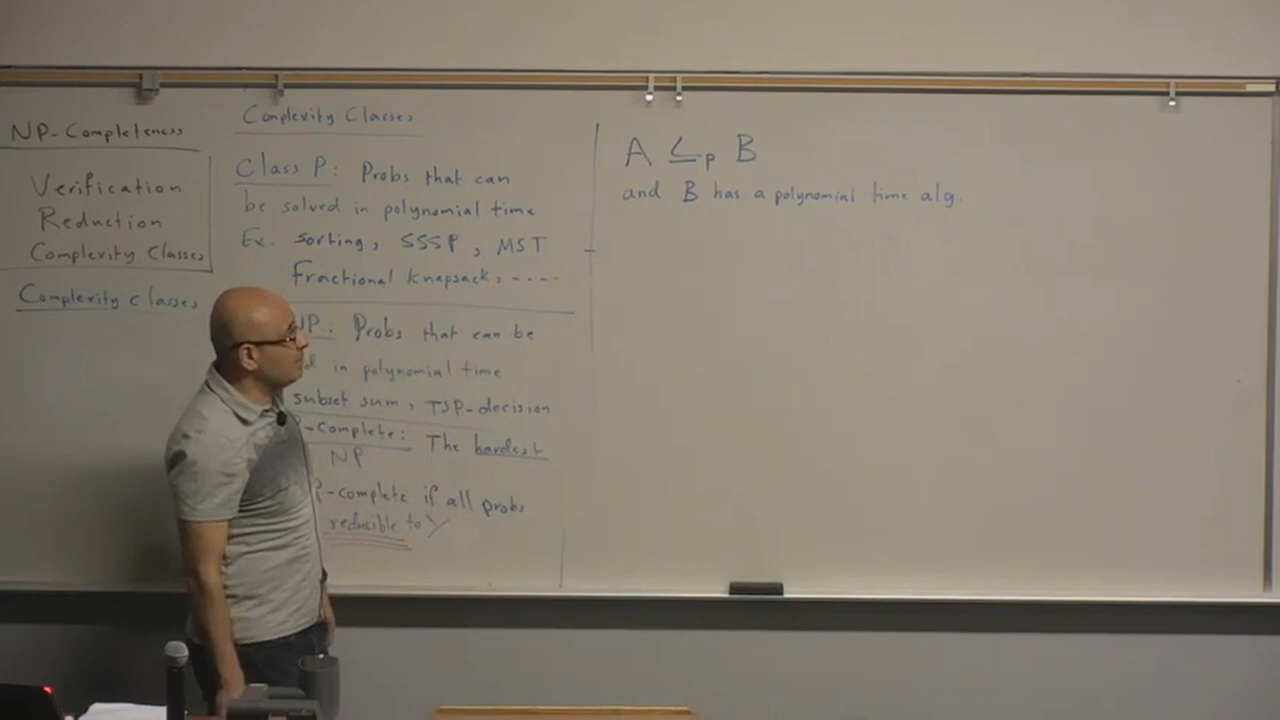 NP-Completeness
Verification
Reduction
Complexity Classes
Complexity classes
Complexity Classes
Class P: Probs that can
be solved in polynomial time
Ex. sorting, SSSP, MST
Fractional knapsack, ----
NP: Probs that can be
in polynomial time
subset sum, TSP-decision
-Complete: The hardest
NP
-complete if all probs
reducible to Y
A ≤p B
and B has a polynomial time alg.